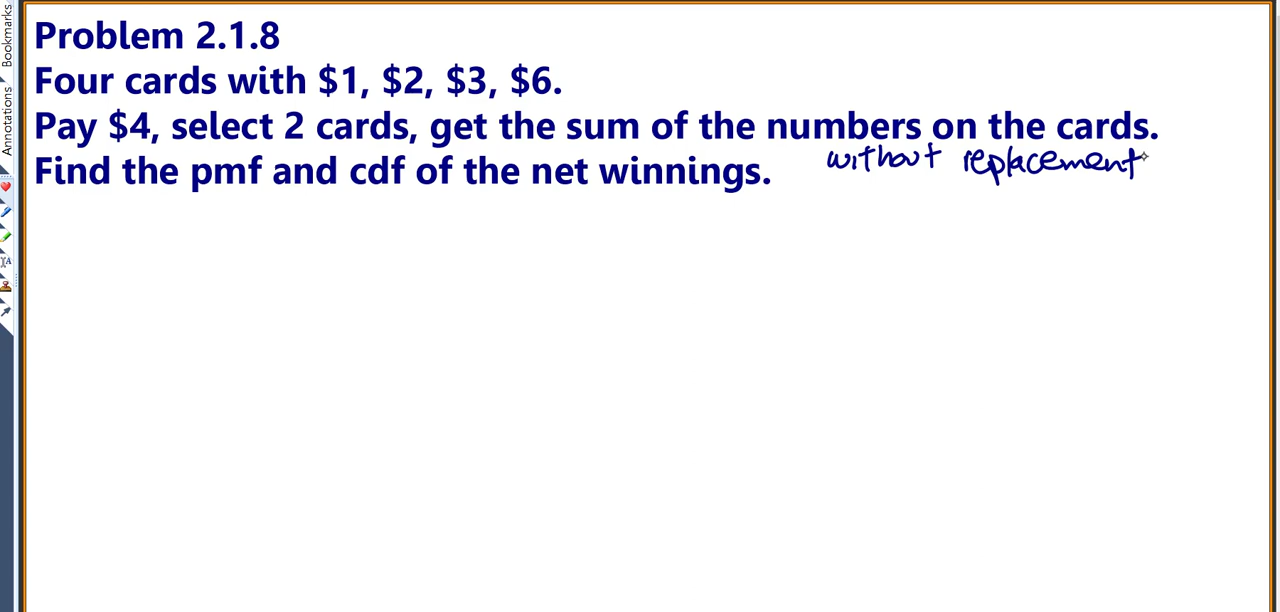 Bookmarks
Annotations
Problem 2.1.8
Four cards with $1, $2, $3, $6.
Pay $4, select 2 cards, get the sum of the numbers on the cards.
Find the pmf and cdf of the net winnings. without replacement